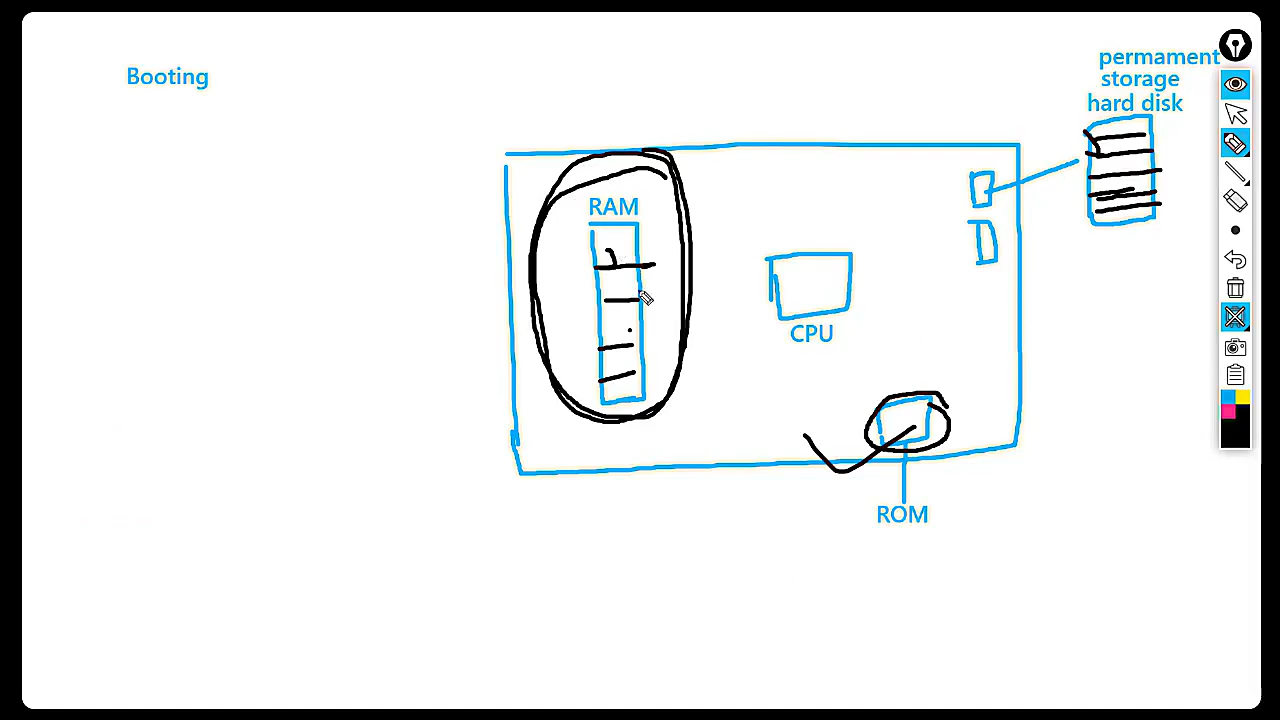 Booting
permament
storage
hard disk
RAM
CPU
ROM